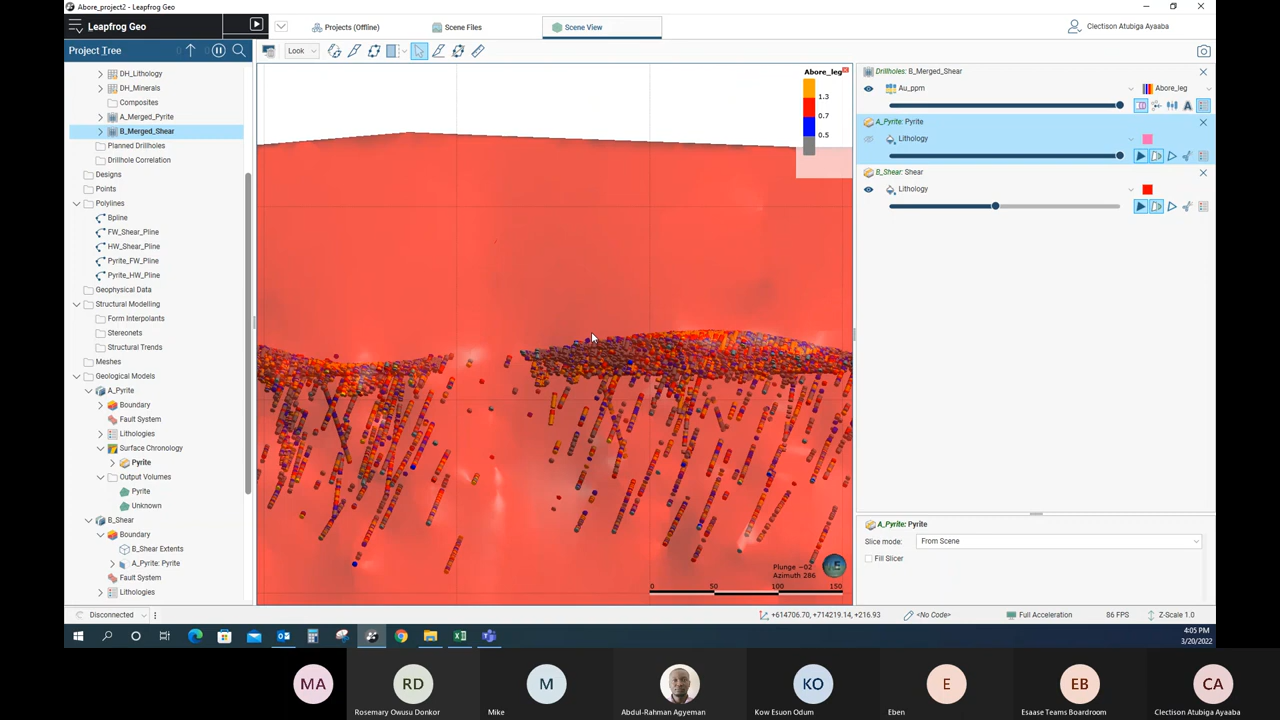 Abore_project2 - Leapfrog Geo
Leapfrog Geo
Projects (Offline)
Scene Files
Scene View
Clectison Atubiga Ayaaba
Project Tree
Look
DH_Lithology
DH_Minerals
Composites
A_Merged_Pyrite
B_Merged_Shear
Planned Drillholes
Drillhole Correlation
Designs
Points
Polylines
Bpline
FW_Shear_Pline
HW_Shear_Pline
Pyrite_FW_Pline
Pyrite_HW_Pline
Geophysical Data
Structural Modelling
Form Interpolants
Stereonets
Structural Trends
Meshes
Geological Models
A_Pyrite
Boundary
Fault System
Lithologies
Surface Chronology
Pyrite
Output Volumes
Pyrite
Unknown
B_Shear
Boundary
B_Shear Extents
A_Pyrite: Pyrite
Fault System
Lithologies
Abore_leg
1.3
0.7
0.5
Plunge -02
Azimuth 286
0 50 100 150
Drillholes: B_Merged_Shear
Au_ppm
Abore_leg
A_Pyrite: Pyrite
Lithology
B_Shear: Shear
Lithology
A_Pyrite: Pyrite
Slice mode: From Scene
Fill Slicer
Disconnected
+614706.70, +714219.14, +216.93
<No Code>
Full Acceleration
86 FPS
Z-Scale 1.0
4:05 PM
3/20/2022
MA
RD
M
KO
E
EB
CA
Rosemary Owusu Donkor
Mike
Abdul-Rahman Agyeman
Kow Esuon Odum
Eben
Esaase Teams Boardroom
Clectison Atubiga Ayaaba